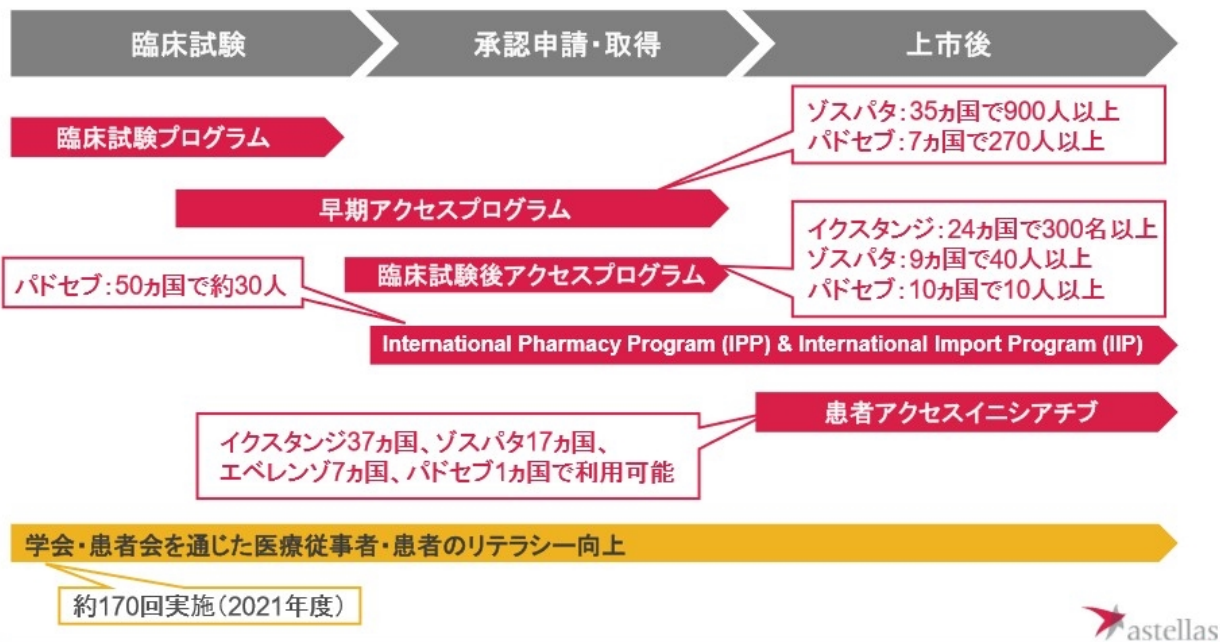 臨床試験
承認申請・取得
上市後
臨床試験プログラム
ゾスパタ:35ヵ国で900人以上
パドセブ:7ヵ国で270人以上
早期アクセスプログラム
イクスタンジ:24ヵ国で300名以上
ゾスパタ:9ヵ国で40人以上
パドセブ:10ヵ国で10人以上
臨床試験後アクセスプログラム
パドセブ:50ヵ国で約30人
International Pharmacy Program (IPP) & International Import Program (IIP)
患者アクセスイニシアチブ
イクスタンジ37ヵ国、ゾスパタ17ヵ国、
エベレンゾ7ヵ国、パドセブ1ヵ国で利用可能
学会・患者会を通じた医療従事者・患者のリテラシー向上
約170回実施(2021年度)
astellas